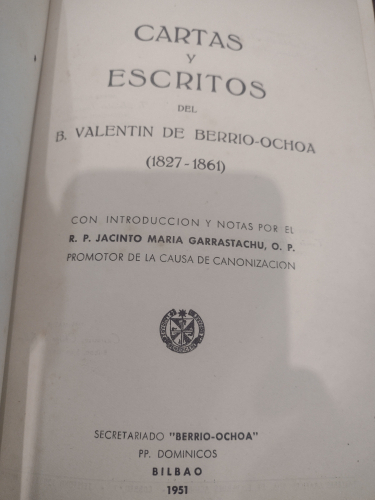 CARTAS
Y
ESCRITOS
DEL
B. VALENTIN DE BERRIO-OCHOA
(1827-1861)
CON INTRODUCCION Y NOTAS POR EL
R. P. JACINTO MARIA GARRASTACHU, O. P.
PROMOTOR DE LA CAUSA DE CANONIZACION
SECRETARIADO "BERRIO-OCHOA"
PP. DOMINICOS
BILBAO
1951